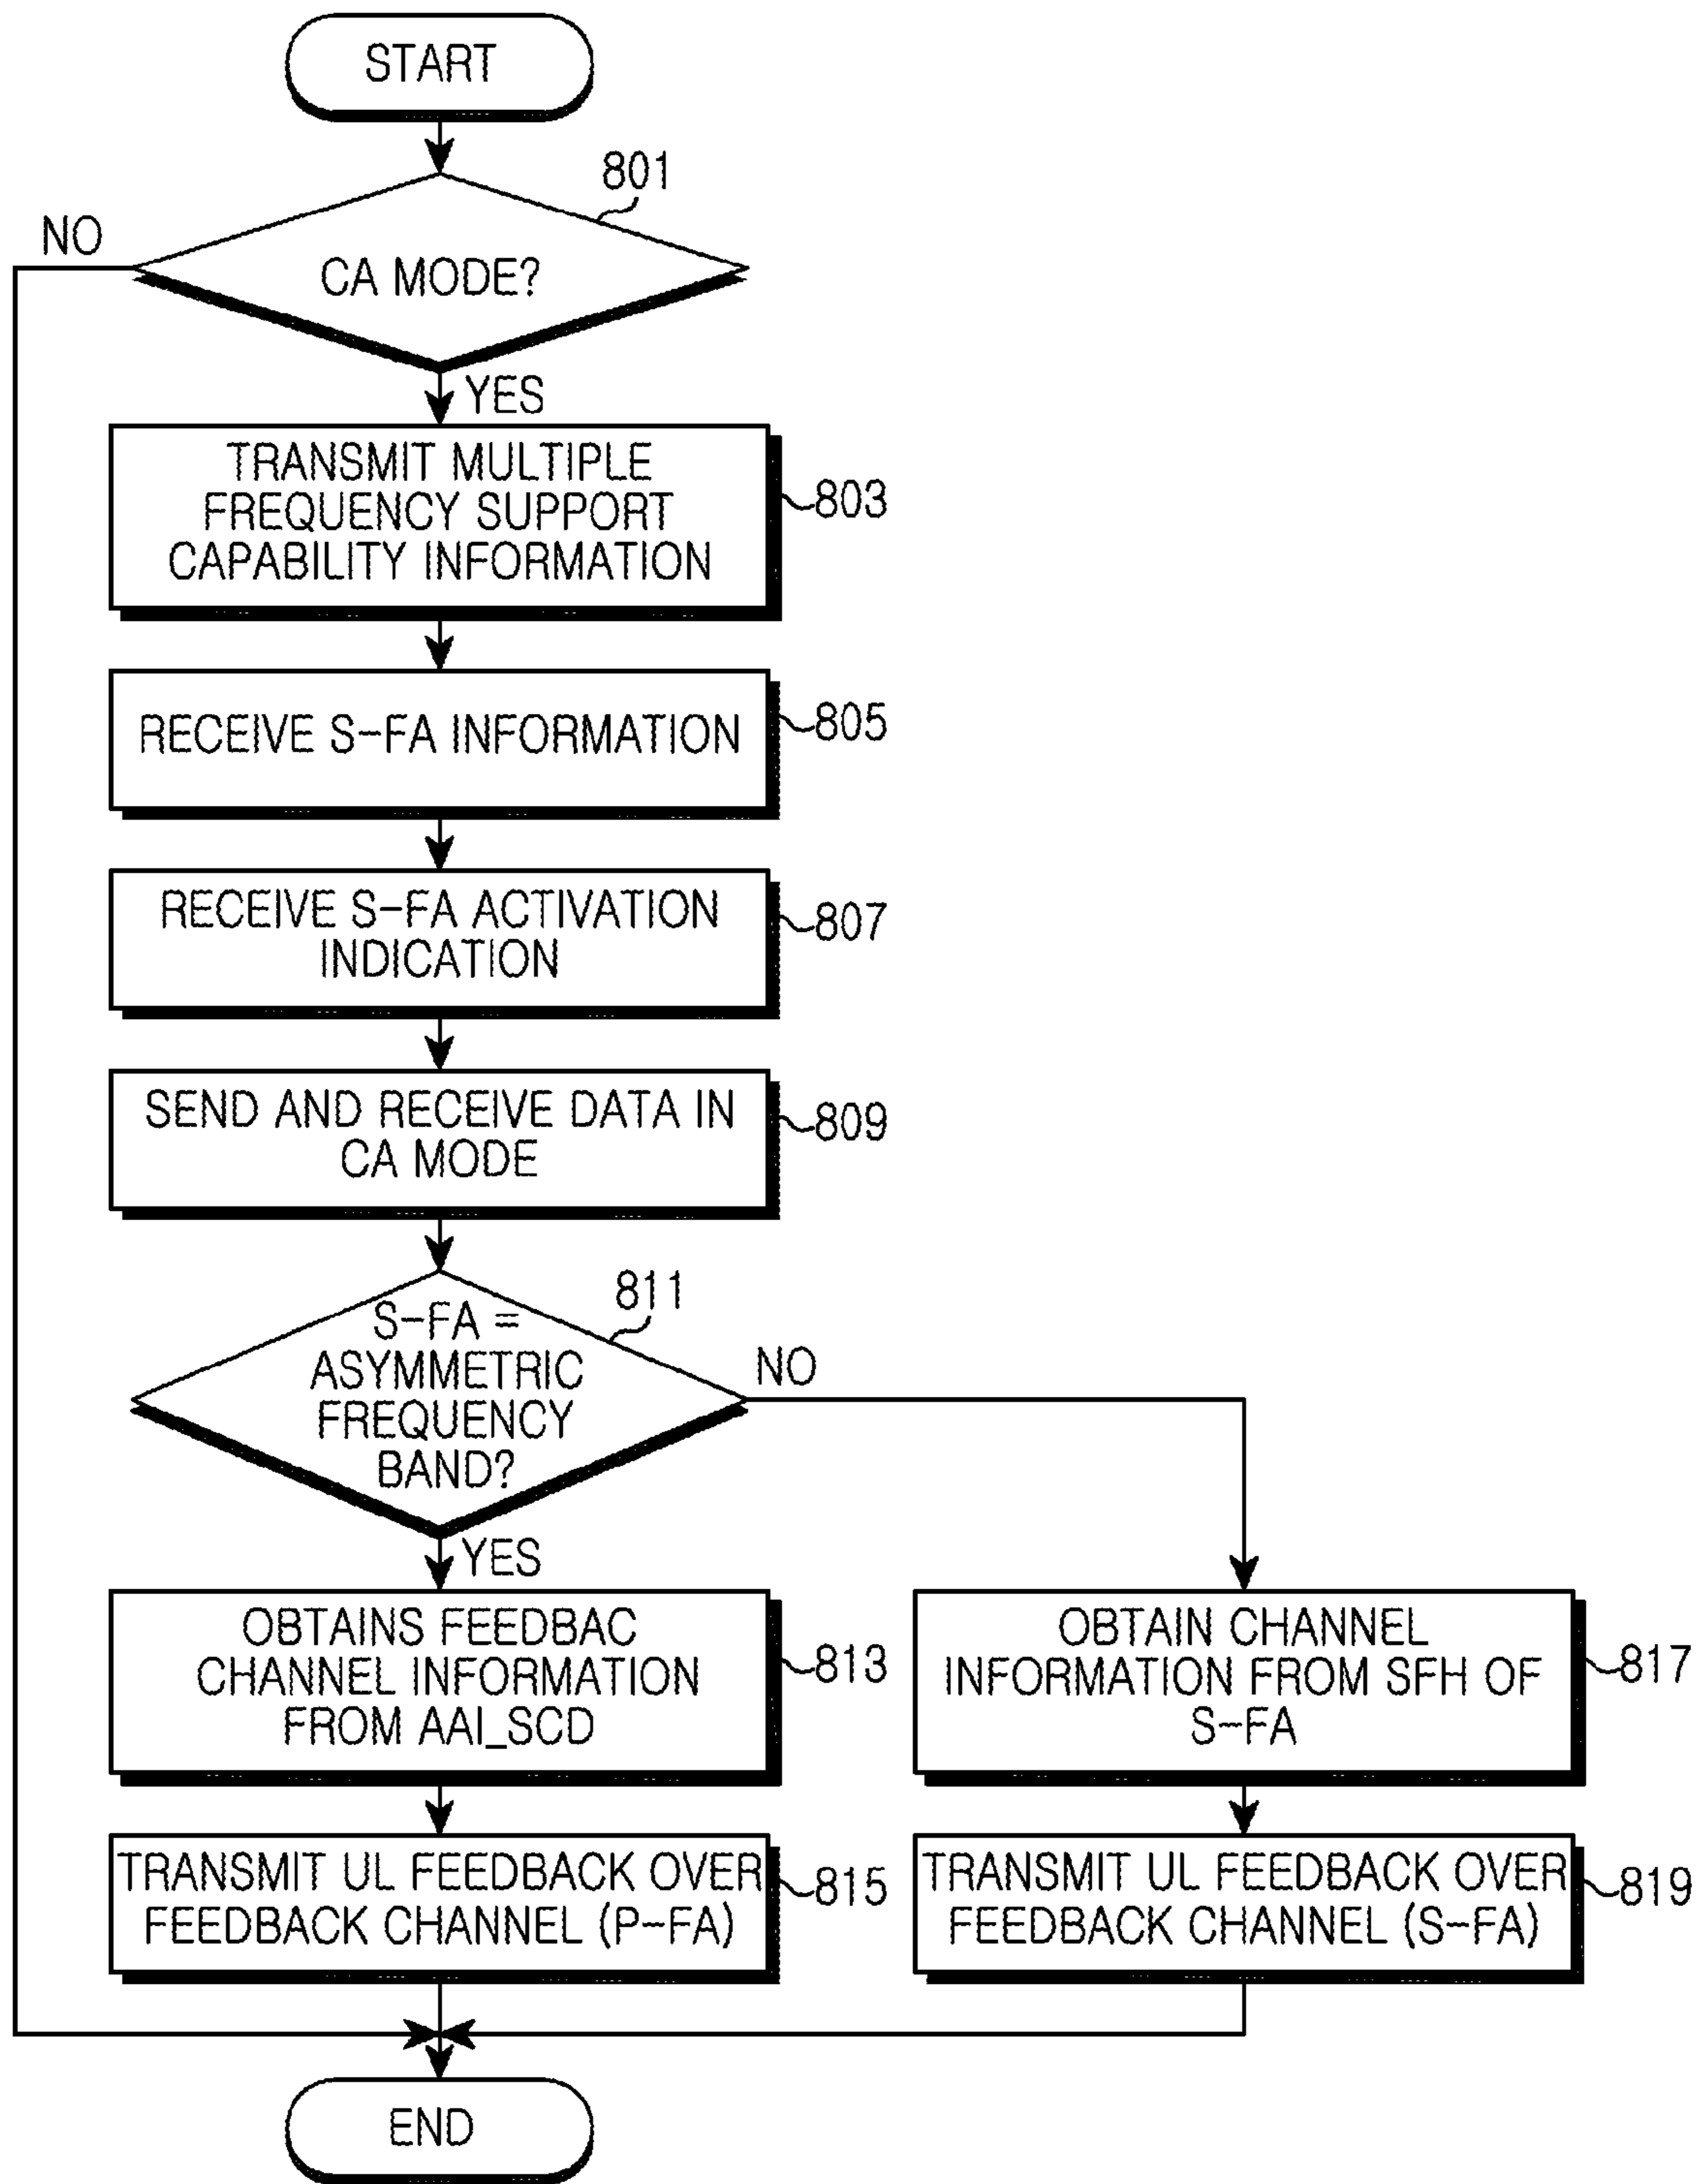 START
801
NO
CA MODE?
YES
TRANSMIT MULTIPLE
FREQUENCY SUPPORT
CAPABILITY INFORMATION
803
RECEIVE S-FA INFORMATION
805
RECEIVE S-FA ACTIVATION
INDICATION
807
SEND AND RECEIVE DATA IN
CA MODE
809
811
S-FA =
ASYMMETRIC
FREQUENCY
BAND?
NO
YES
OBTAINS FEEDBAC
CHANNEL INFORMATION
FROM AAI_SCD
813
OBTAIN CHANNEL
INFORMATION FROM SFH OF
S-FA
817
TRANSMIT UL FEEDBACK OVER
FEEDBACK CHANNEL (P-FA)
815
TRANSMIT UL FEEDBACK OVER
FEEDBACK CHANNEL (S-FA)
819
END